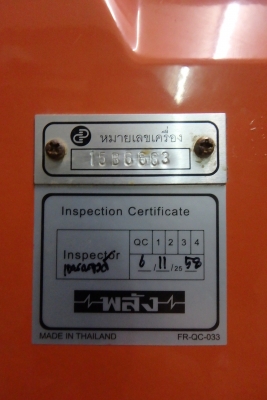 หมายเลขเครื่อง
Inspection Certificate
QC 1 2 3 4
Inspector
6 / 11 / 25 58
พลัง
MADE IN THAILAND FR-QC-033